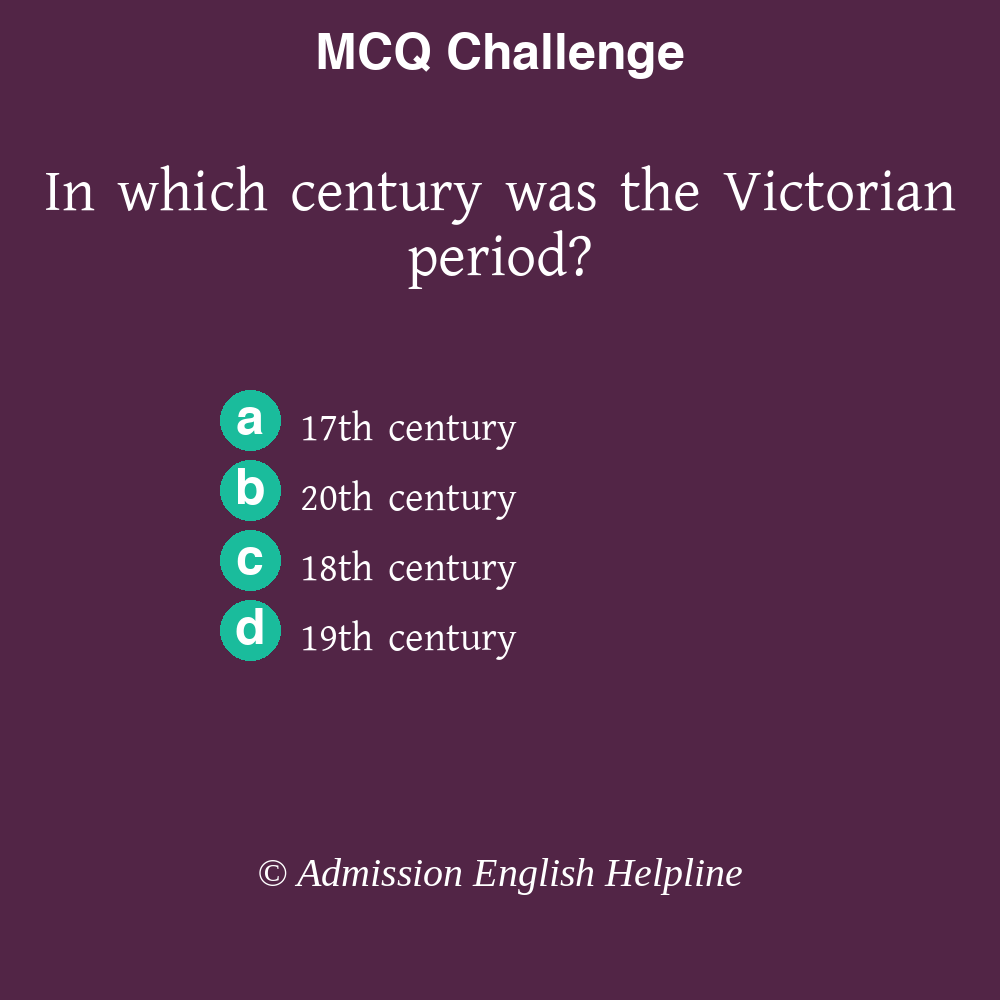 MCQ Challenge
In which century was the Victorian
period?
a 17th century
b 20th century
c 18th century
d 19th century
© Admission English Helpline